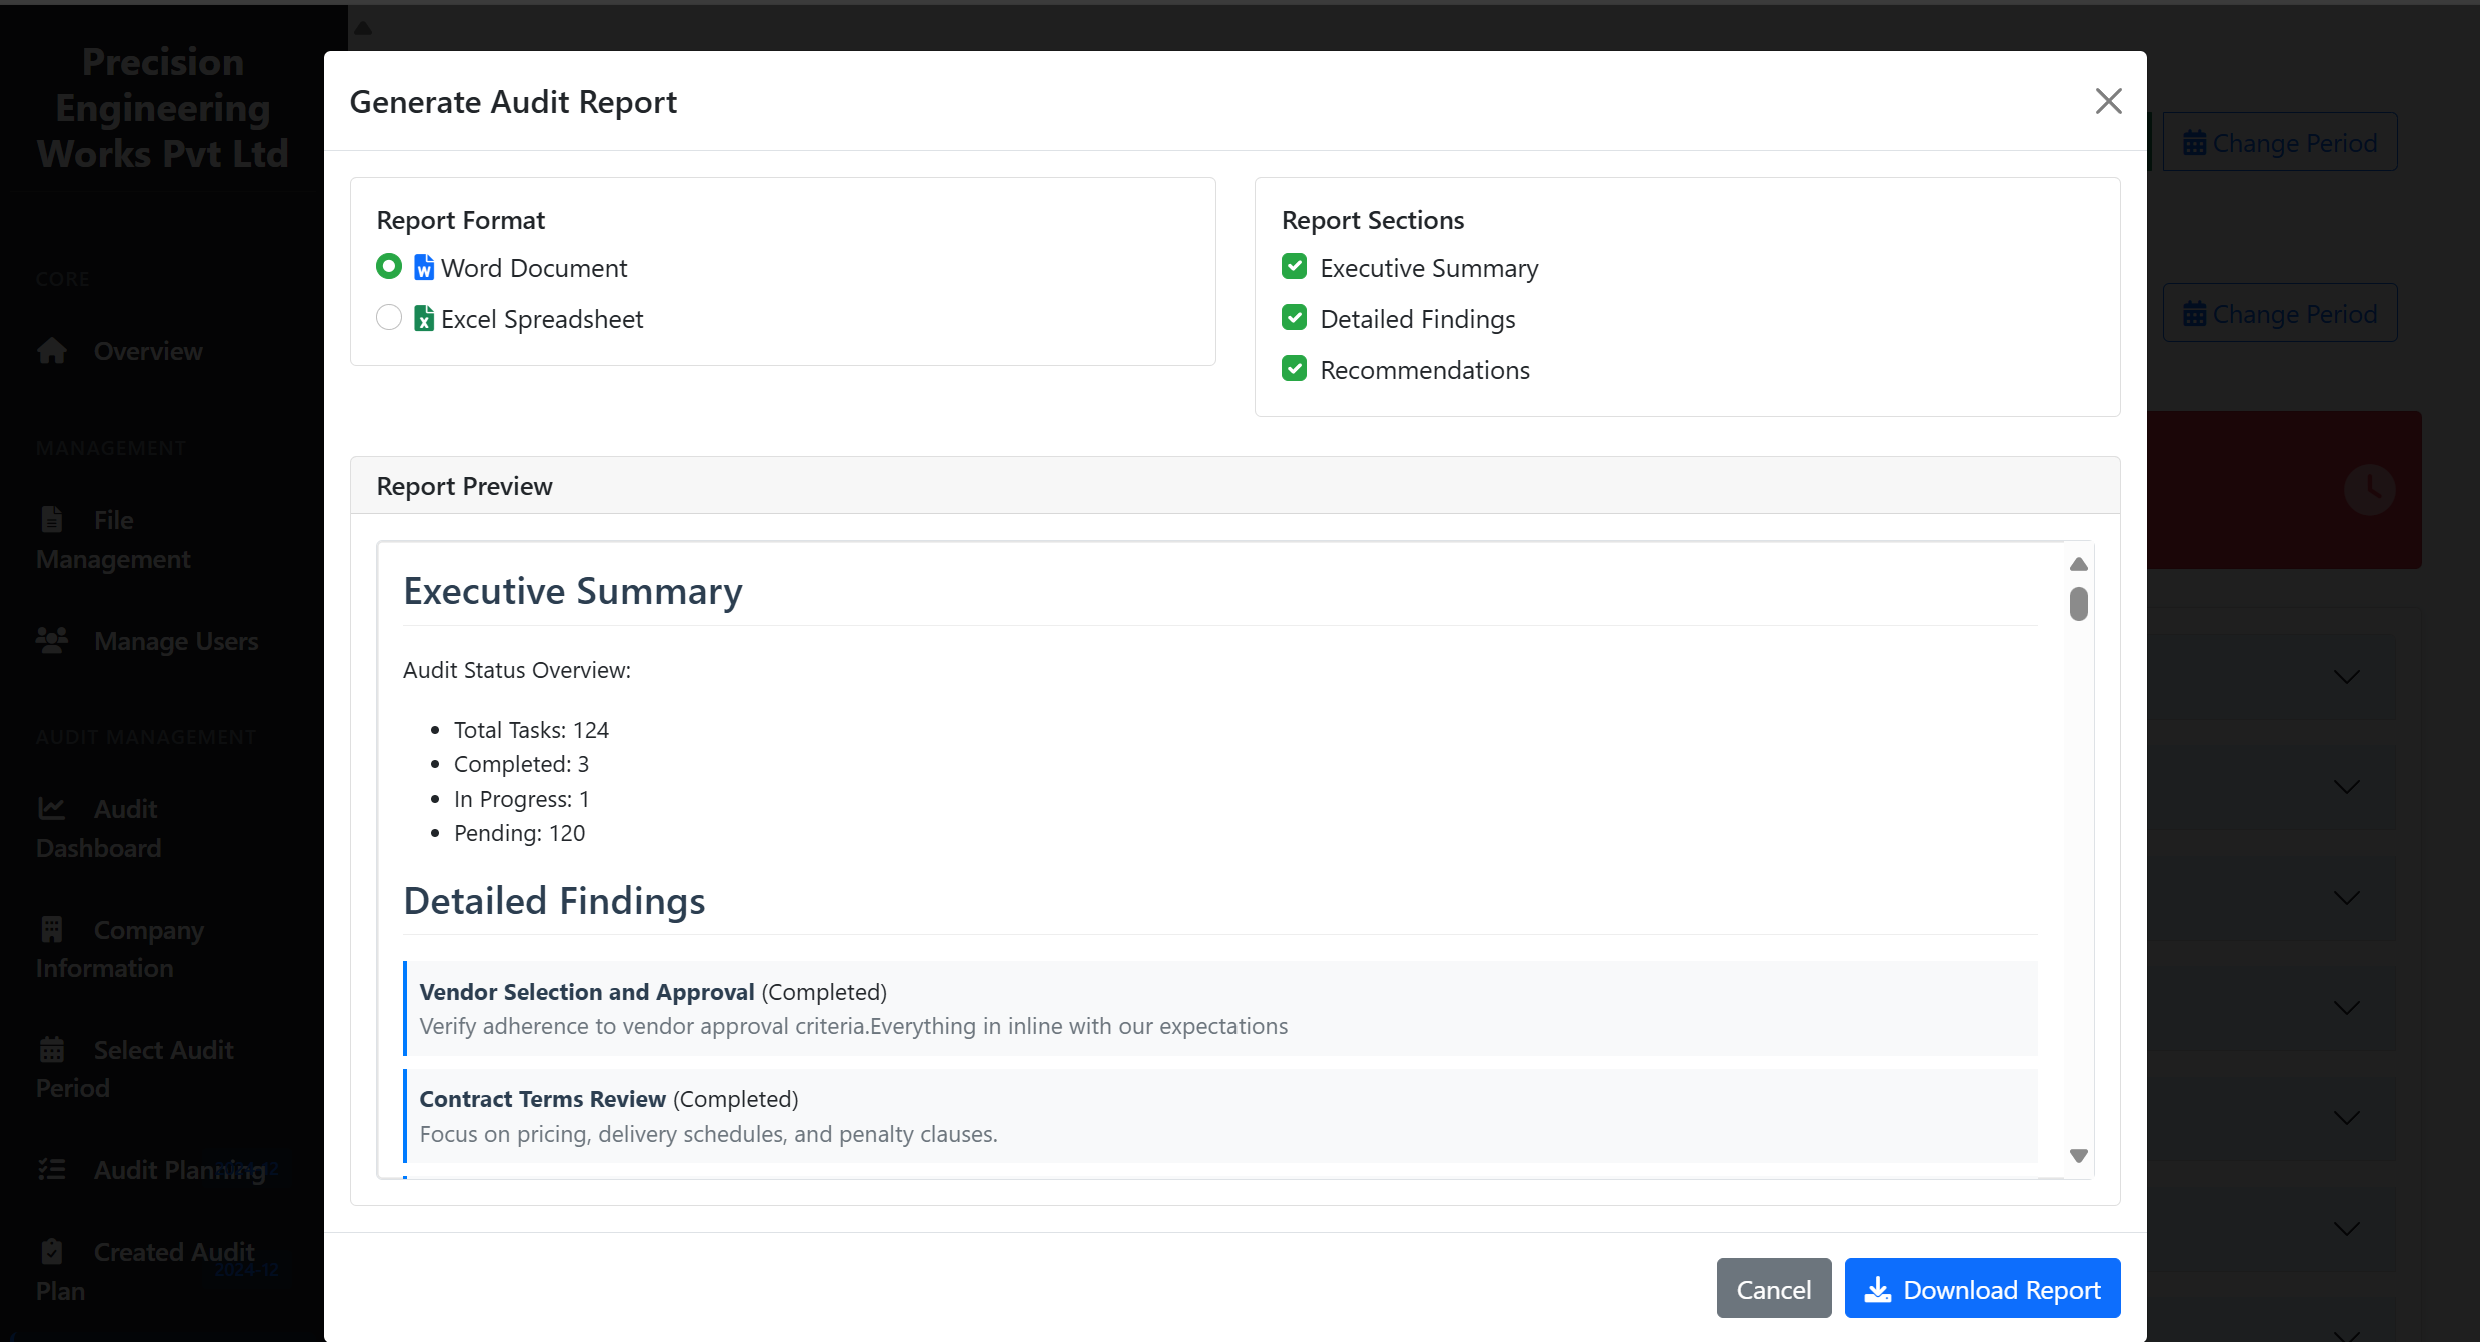 Precision
Engineering
Works Pvt Ltd
CORE
Overview
MANAGEMENT
File
Management
Manage Users
AUDIT MANAGEMENT
Audit
Dashboard
Company
Information
Select Audit
Period
Audit Planning
2024-12
Created Audit
Plan
2024-12
Generate Audit Report
Report Format
Word Document
Excel Spreadsheet
Report Sections
Executive Summary
Detailed Findings
Recommendations
Report Preview
Executive Summary
Audit Status Overview:
Total Tasks: 124
Completed: 3
In Progress: 1
Pending: 120
Detailed Findings
Vendor Selection and Approval (Completed)
Verify adherence to vendor approval criteria.Everything in inline with our expectations
Contract Terms Review (Completed)
Focus on pricing, delivery schedules, and penalty clauses.
Cancel
Download Report
Change Period
Change Period